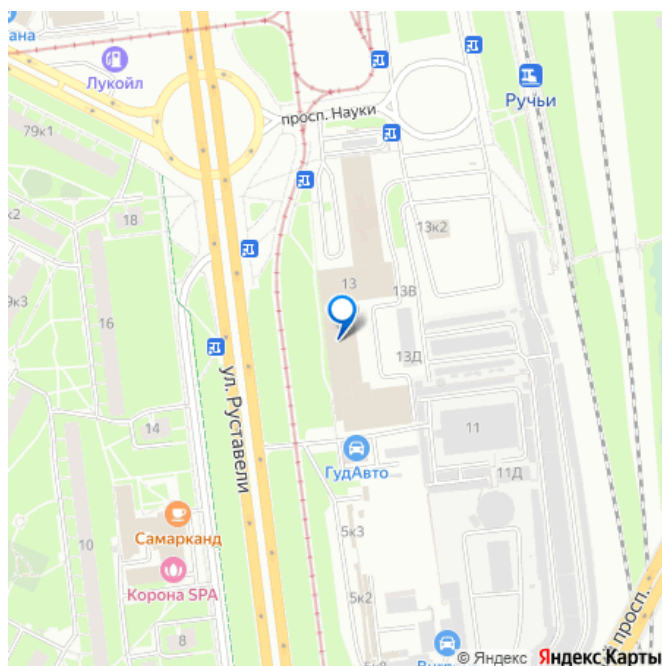 ана
Лукойл
просп. Науки
Ручьи
79к1
к2
18
13к2
9к3
13
13В
16
13Д
ул. Руставели
14
11
ГудАвто
11Д
Самарканд
5к3
10
Корона SPA
5к2
8
просп.
© Яндекс Яндекс Карты